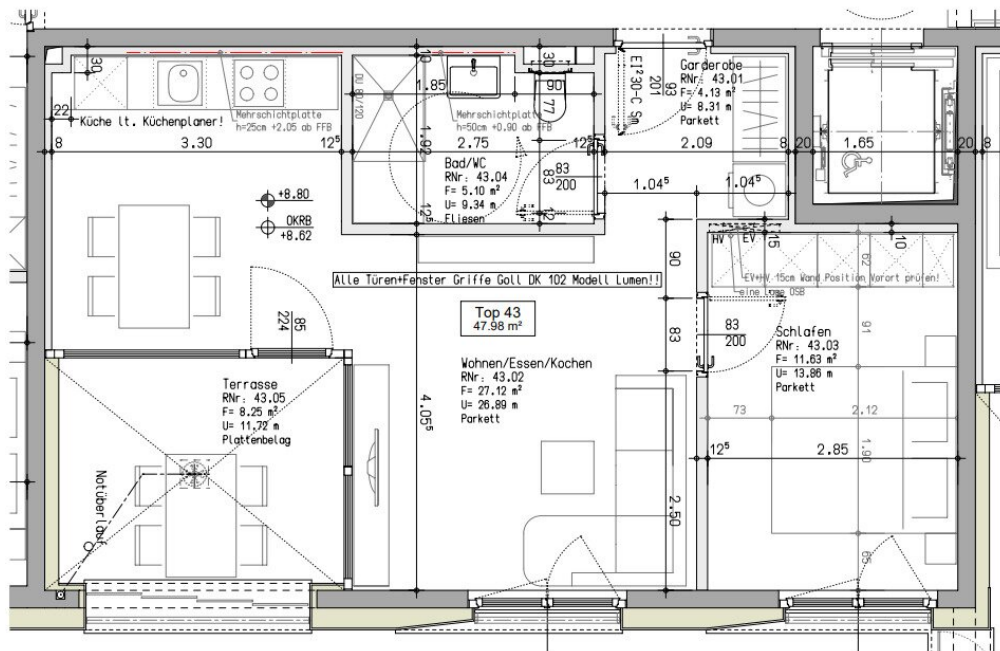 Küche lt. Küchenplaner!
Mehrschichtplatte
h=25cm +2.05 ab FFB
DU 80/120
Mehrschichtplatte
h=50cm +0,90 ab FFB
EI²30-C Sm
93
201
Garderobe
RNr. 43.01
F= 4.13 m²
U= 8.31 m
Parkett
30
22
8
3.30
12⁵
10
1.85
1.92
2.75
90
30
77
12⁵
83
200
83
12
12⁵
2.09
8
20
1.65
20
8
1.04⁵
1.04⁵
Bad/WC
RNr: 43.04
F= 5.10 m²
U= 9.34 m
Fliesen
+8.80
OKRB
+8.62
Alle Türen+Fenster Griffe Goll DK 102 Modell Lumen!!
Top 43
47.98 m²
85
224
90
83
83
200
HV
EV
15
10
62
91
EV+HV 15cm Wand Position Vorort prüfen!
OSB
Schlafen
RNr: 43.03
F= 11.63 m²
U= 13.86 m
Parkett
Wohnen/Essen/Kochen
RNr: 43.02
F= 27.12 m²
U= 26.89 m
Parkett
Terrasse
RNr: 43.05
F= 8.25 m²
U= 11.72 m
Plattenbelag
Notüberlauf
4.05⁵
2.50
73
2.12
12⁵
2.85
1.90
65